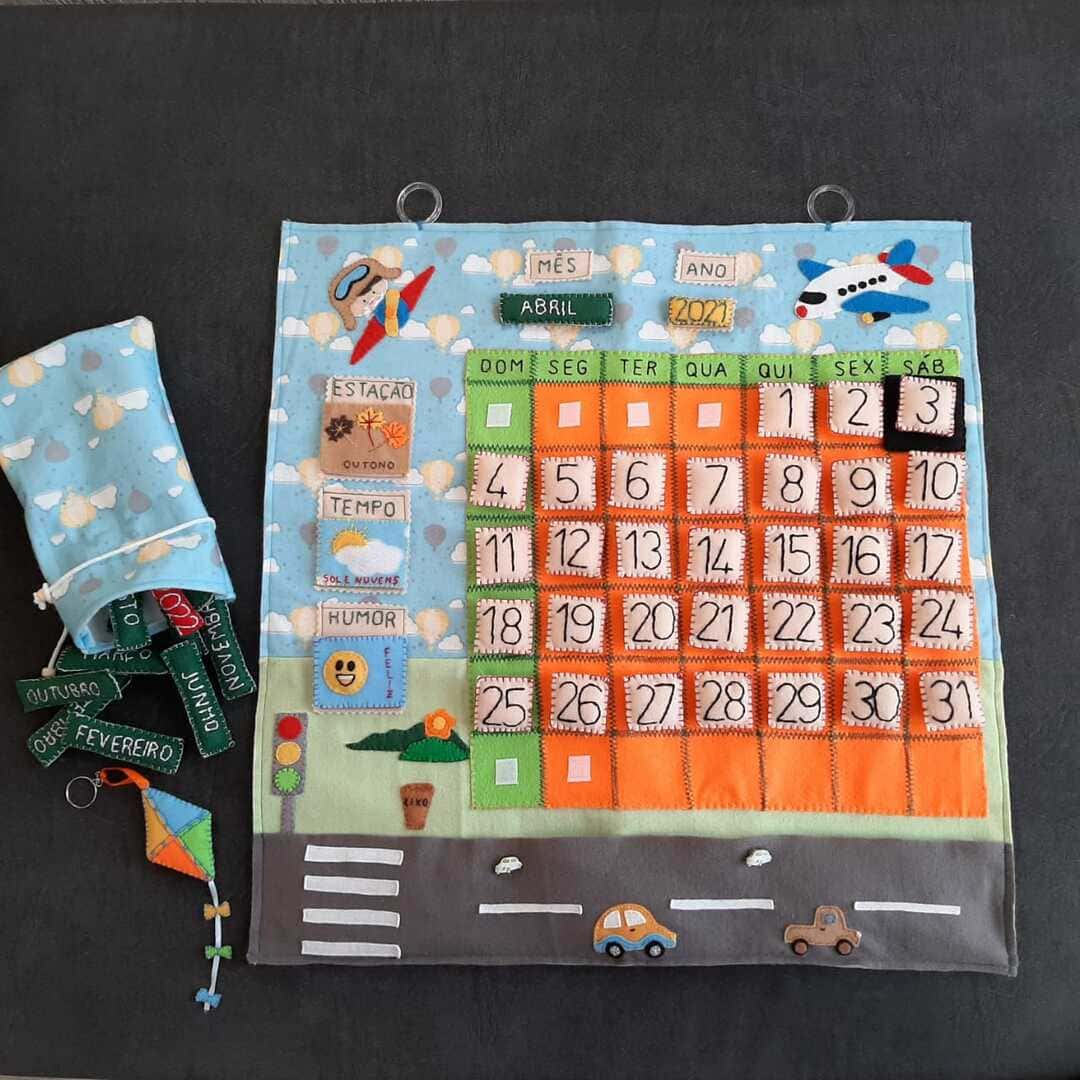 MÊS ANO
ABRIL 2021
DOM SEG TER QUA QUI SEX SÁB
1 2 3
4 5 6 7 8 9 10
11 12 13 14 15 16 17
18 19 20 21 22 23 24
25 26 27 28 29 30 31
ESTAÇÃO
OUTONO
TEMPO
SOL E NUVENS
HUMOR
FELIZ
LIXO
2022
NOVEMBRO
MARÇO
JUNHO
OUTUBRO
FEVEREIRO